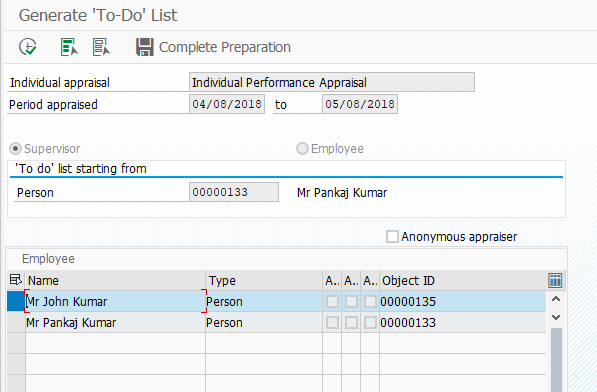 Generate 'To-Do' List
Complete Preparation
Individual appraisal Individual Performance Appraisal
Period appraised 04/08/2018 to 05/08/2018
Supervisor Employee
'To do' list starting from
Person 00000133 Mr Pankaj Kumar
Anonymous appraiser
Employee
Name Type A.. A.. A.. Object ID
Mr John Kumar Person 00000135
Mr Pankaj Kumar Person 00000133